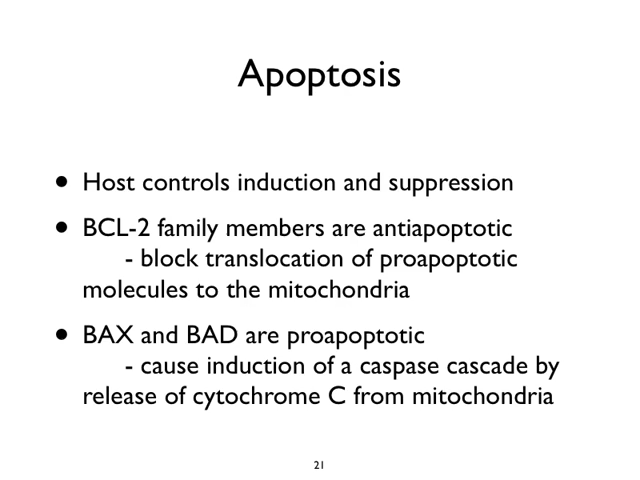 Apoptosis
• Host controls induction and suppression
• BCL-2 family members are antiapoptotic
- block translocation of proapoptotic
molecules to the mitochondria
• BAX and BAD are proapoptotic
- cause induction of a caspase cascade by
release of cytochrome C from mitochondria
21